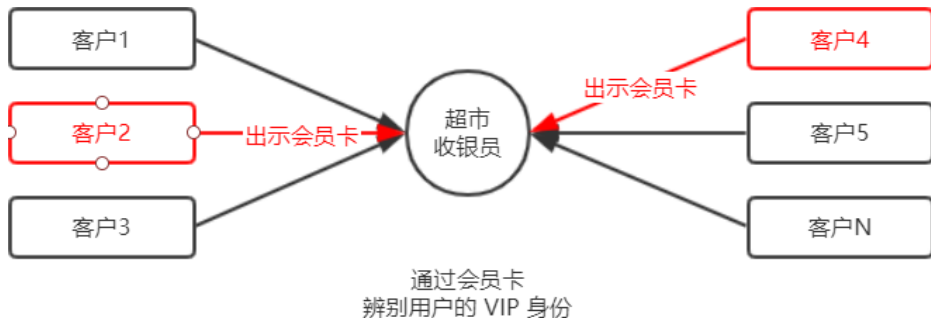 客户1
客户4
出示会员卡
客户2
出示会员卡
超市
收银员
客户5
客户3
客户N
通过会员卡
辨别用户的 VIP 身份